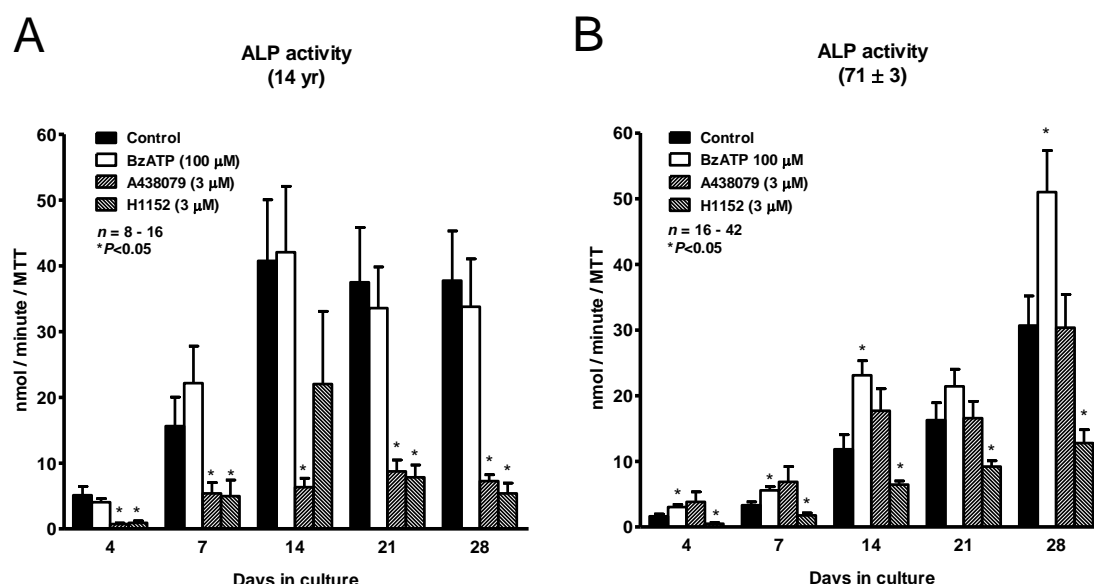 A
ALP activity
(14 yr)
60
50
40
30
20
10
0
nmol / minute / MTT
Control
BzATP (100 µM)
A438079 (3 µM)
H1152 (3 µM)
n = 8 - 16
*P<0.05
* *
* *
*
* *
* *
4 7 14 21 28
Days in culture
B
ALP activity
(71 ± 3)
60
50
40
30
20
10
0
nmol / minute / MTT
Control
BzATP 100 µM
A438079 (3 µM)
H1152 (3 µM)
n = 16 - 42
*P<0.05
* *
* *
* *
*
* *
4 7 14 21 28
Days in culture